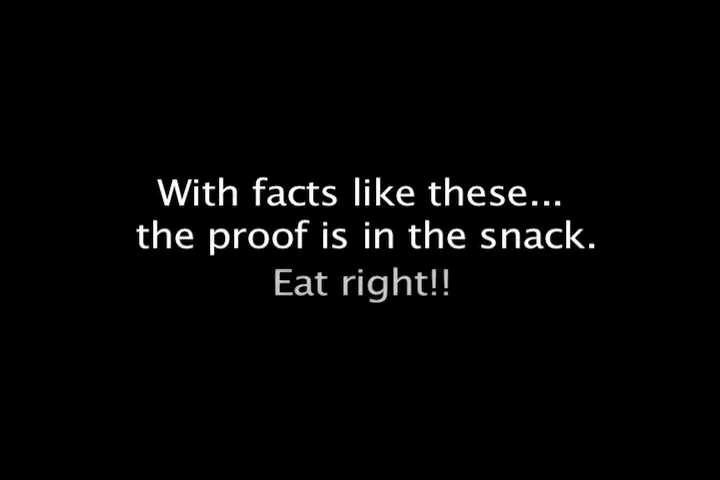 With facts like these...
the proof is in the snack.
Eat right!!